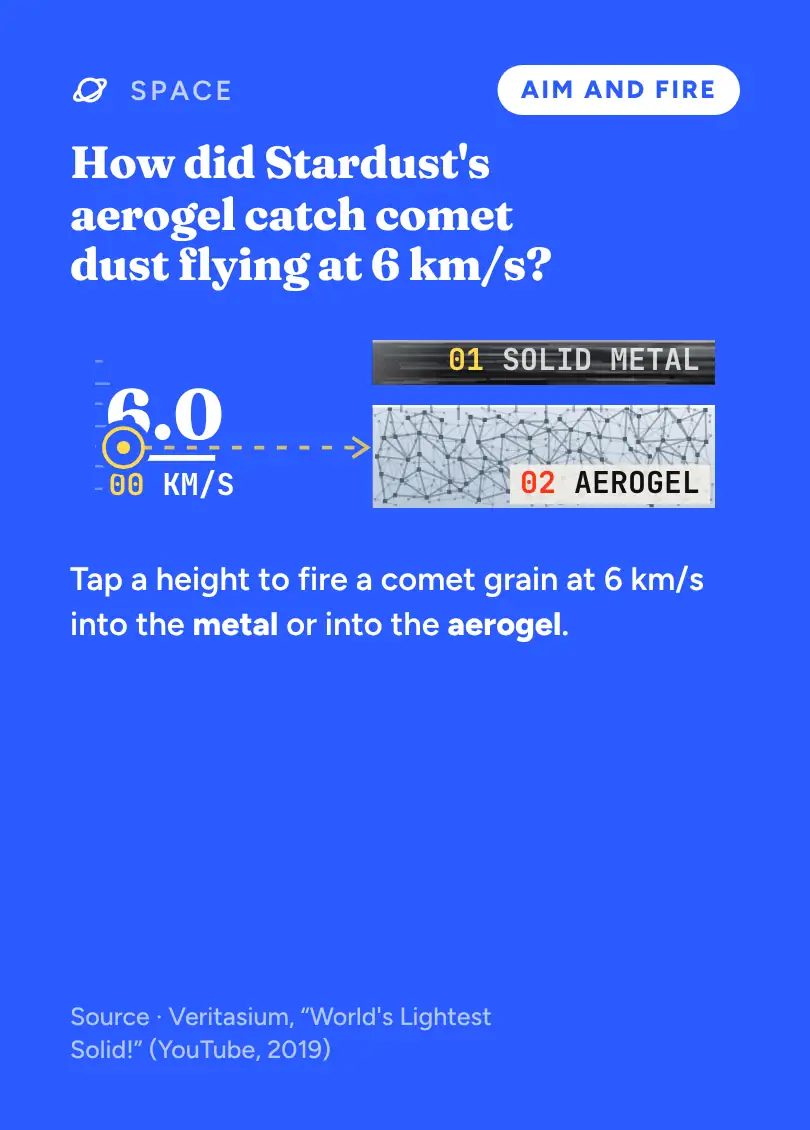 SPACE
AIM AND FIRE
How did Stardust's
aerogel catch comet
dust flying at 6 km/s?
01 SOLID METAL
6.0
00 KM/S
02 AEROGEL
Tap a height to fire a comet grain at 6 km/s
into the metal or into the aerogel.
Source · Veritasium, “World's Lightest
Solid!” (YouTube, 2019)